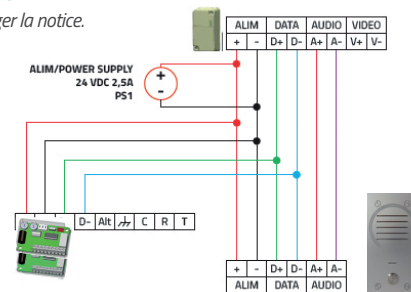 ger la notice.
ALIM DATA AUDIO VIDEO
+ - D+ D- A+ A- V+ V-
ALIM/POWER SUPPLY
24 VDC 2,5A
PS1
+
-
D- Alt C R T
+ - D+ D- A+ A-
ALIM DATA AUDIO